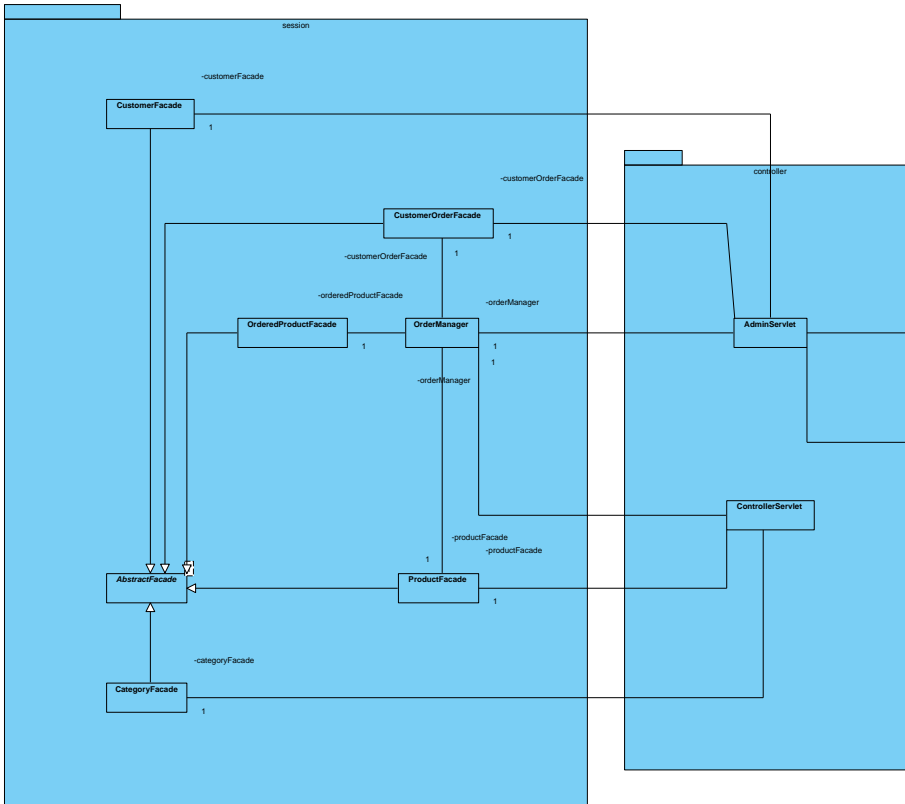 session
-customerFacade
CustomerFacade
1
controller
-customerOrderFacade
CustomerOrderFacade
1
1
-customerOrderFacade
-orderedProductFacade
-orderManager
OrderedProductFacade
OrderManager
AdminServlet
1
1
1
-orderManager
ControllerServlet
-productFacade
-productFacade
1
AbstractFacade
ProductFacade
1
-categoryFacade
CategoryFacade
1